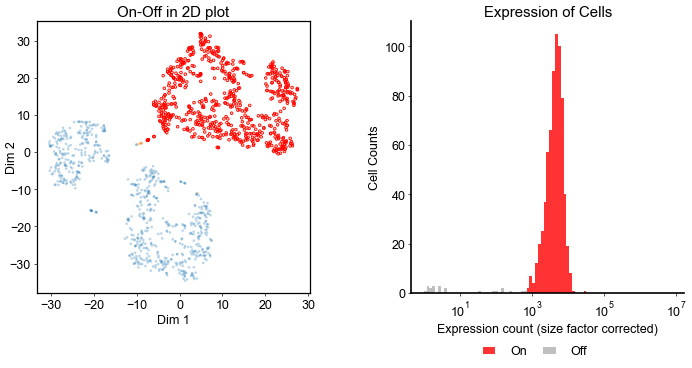 On-Off in 2D plot
Dim 2
30
20
10
0
−10
−20
−30
−30 −20 −10 0 10 20 30
Dim 1
Expression of Cells
Cell Counts
100
80
60
40
20
0
10^1 10^3 10^5 10^7
Expression count (size factor corrected)
On Off